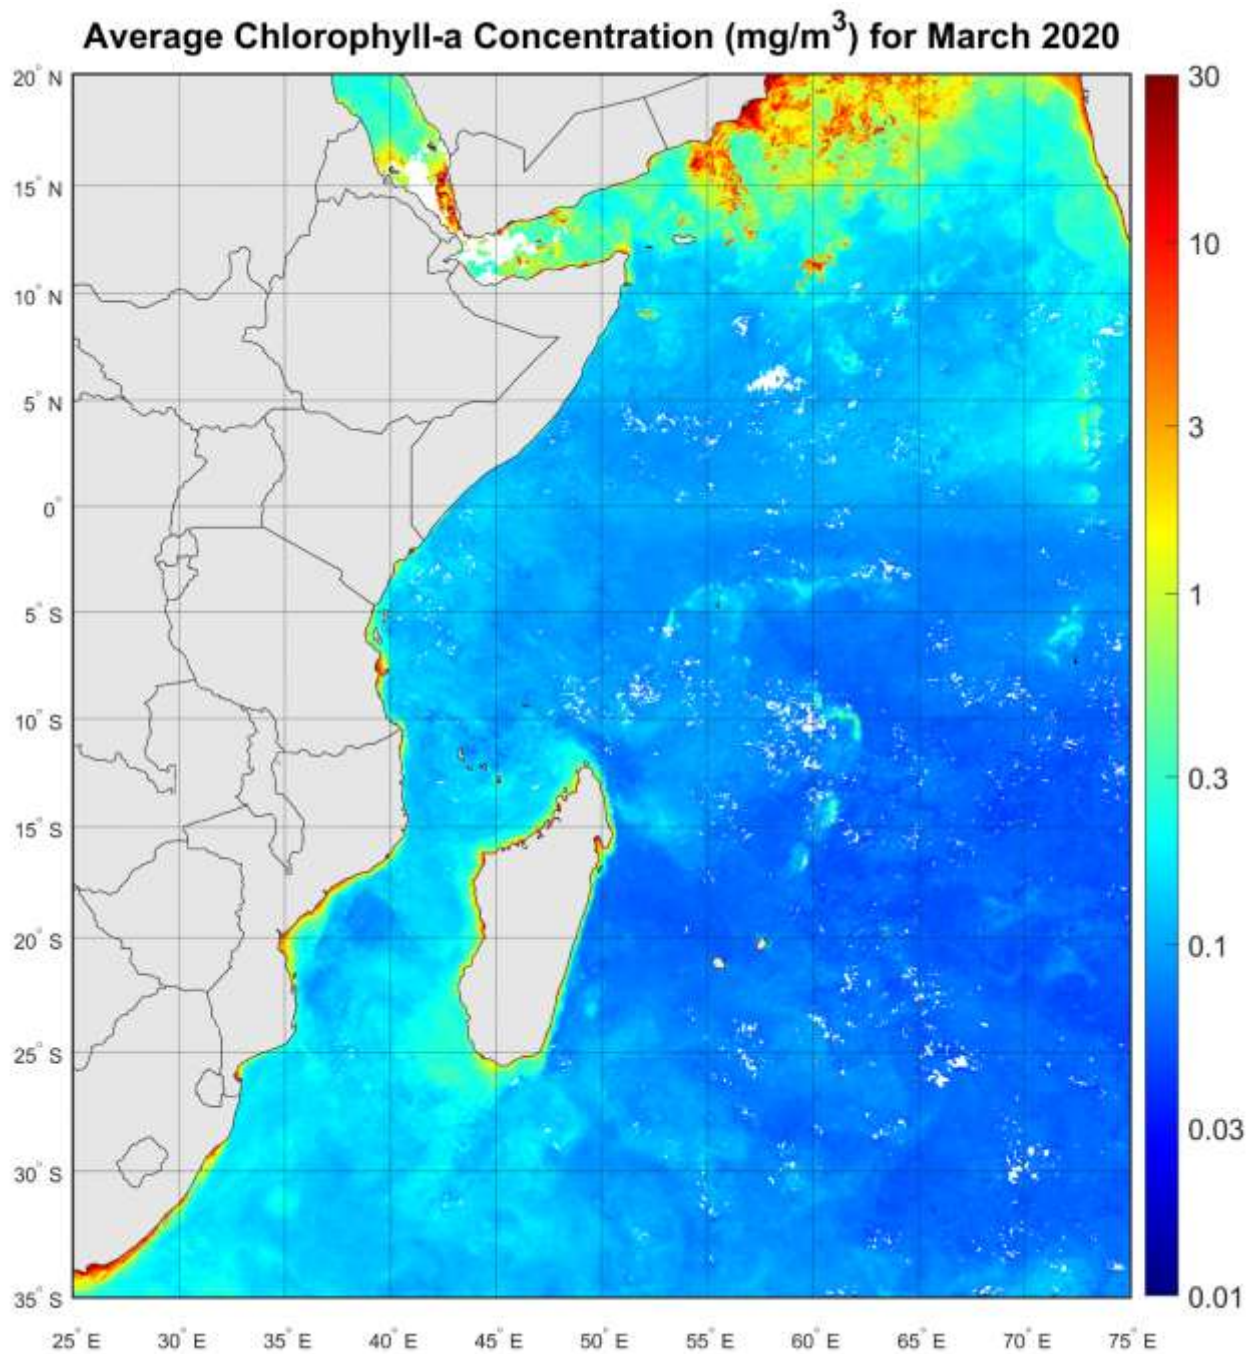 Average Chlorophyll-a Concentration (mg/m³) for March 2020
20° N
15° N
10° N
5° N
0°
5° S
10° S
15° S
20° S
25° S
30° S
35° S
25° E
30° E
35° E
40° E
45° E
50° E
55° E
60° E
65° E
70° E
75° E
30
10
3
1
0.3
0.1
0.03
0.01